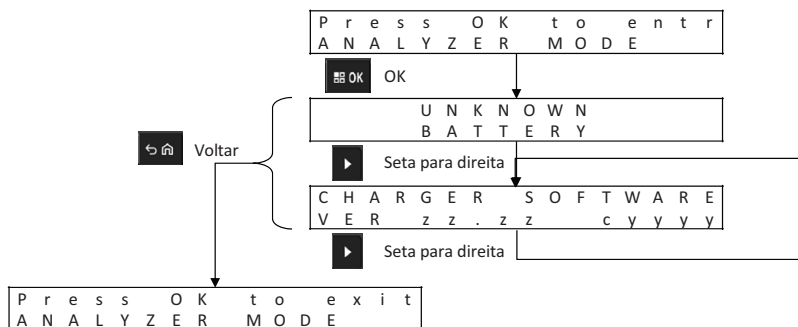 Press OK to entr
ANALYZER MODE
OK OK
UNKNOWN
BATTERY
Voltar
Seta para direita
CHARGER SOFTWARE
VER zz.zz cyyyy
Seta para direita
Press OK to exit
ANALYZER MODE